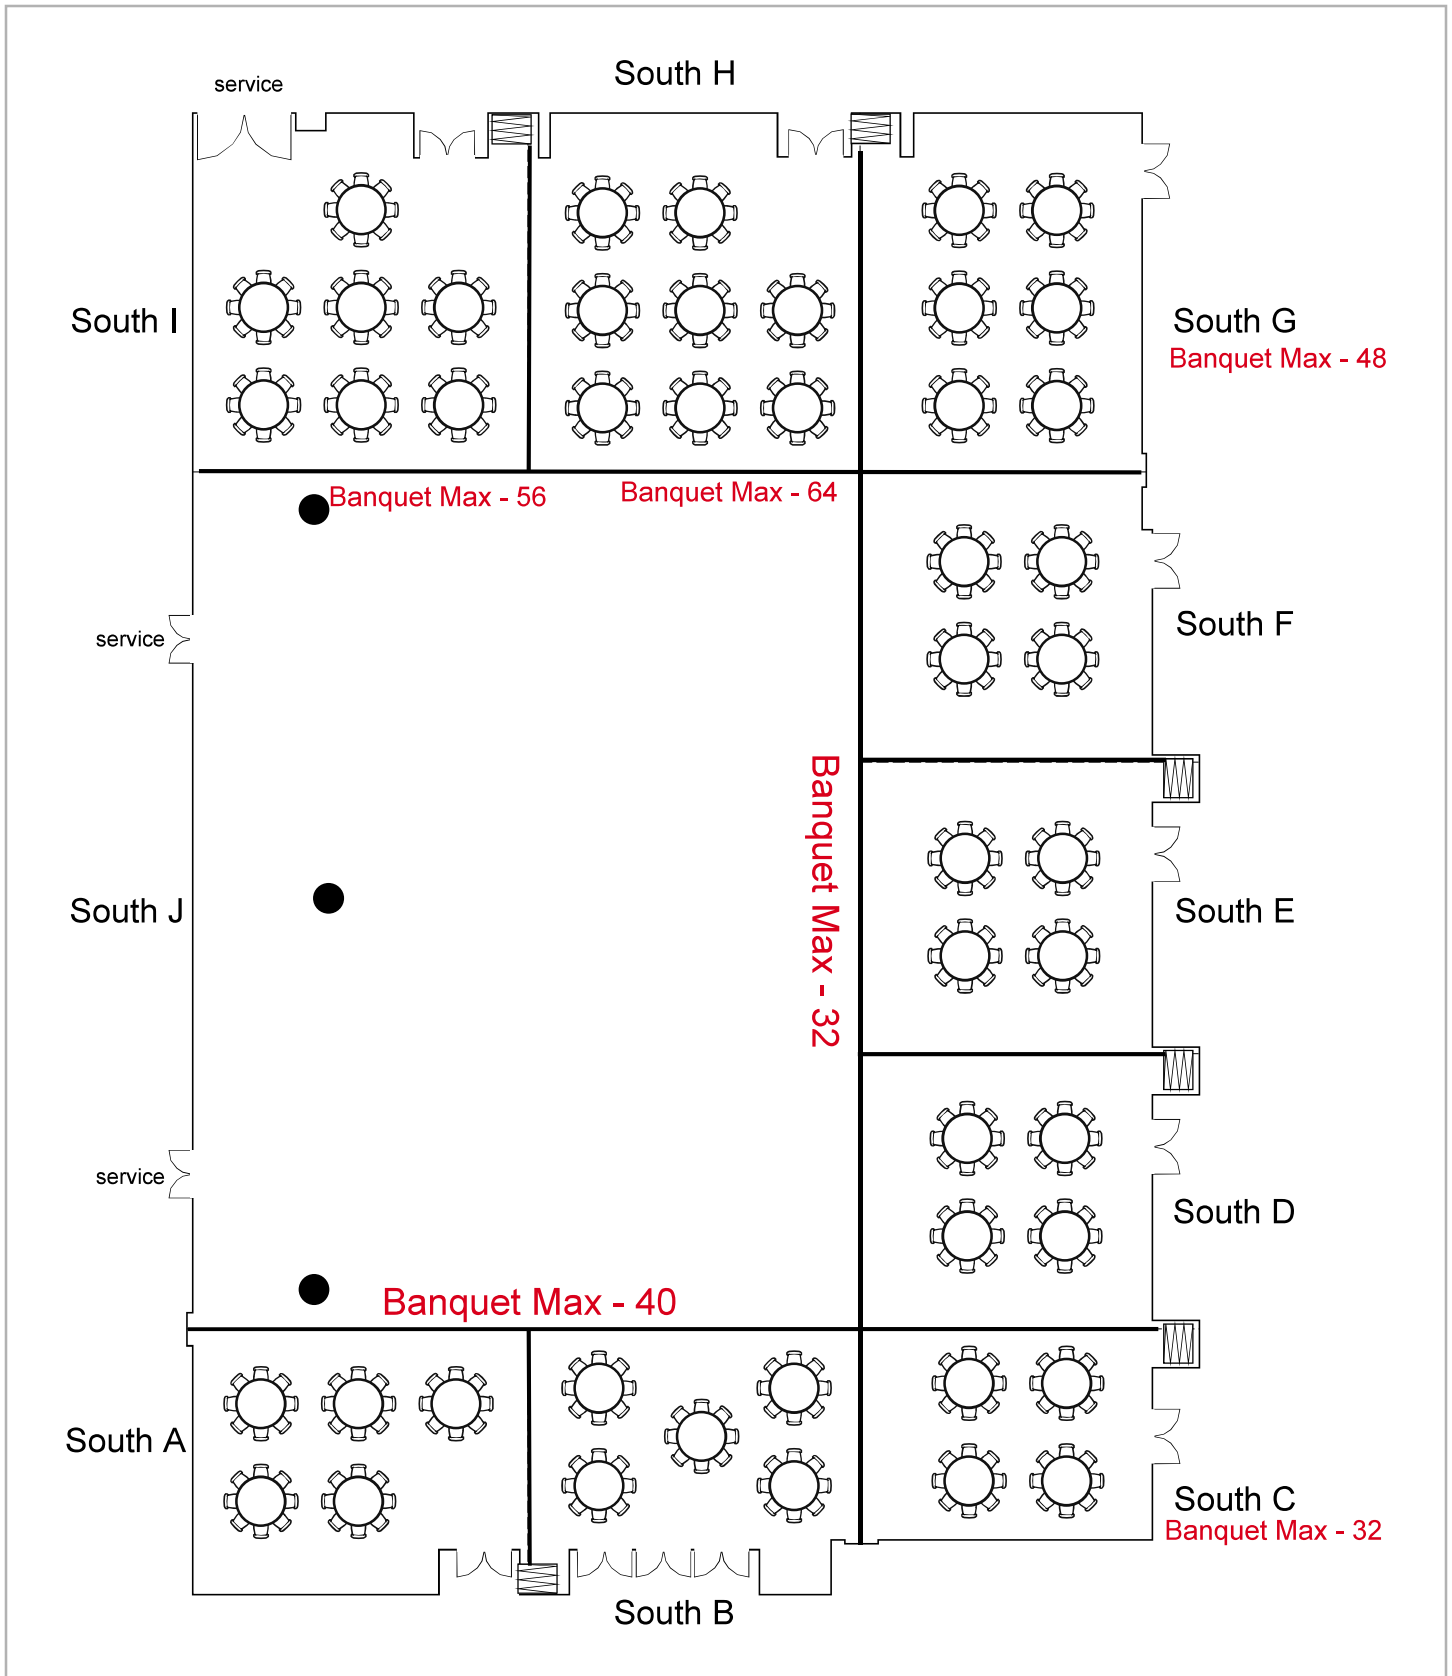 South H
service
South I
South G
Banquet Max - 48
Banquet Max - 56
Banquet Max - 64
service
South F
Banquet Max - 32
South J
South E
service
South D
Banquet Max - 40
South A
South C
Banquet Max - 32
South B